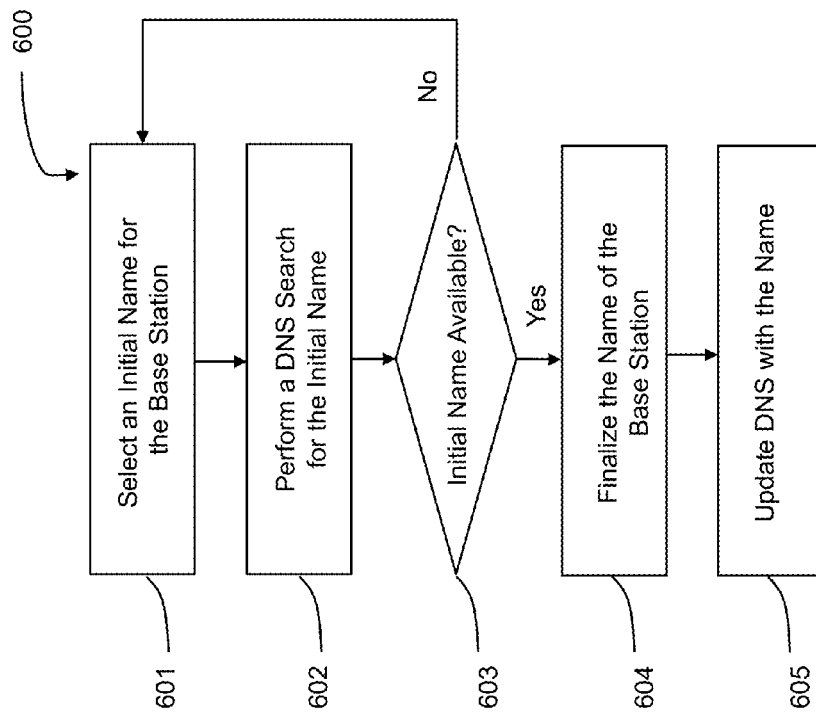 600
Select an Initial Name for
the Base Station
601
Perform a DNS Search
for the Initial Name
602
Initial Name Available?
603
No
Yes
Finalize the Name of the
Base Station
604
Update DNS with the Name
605